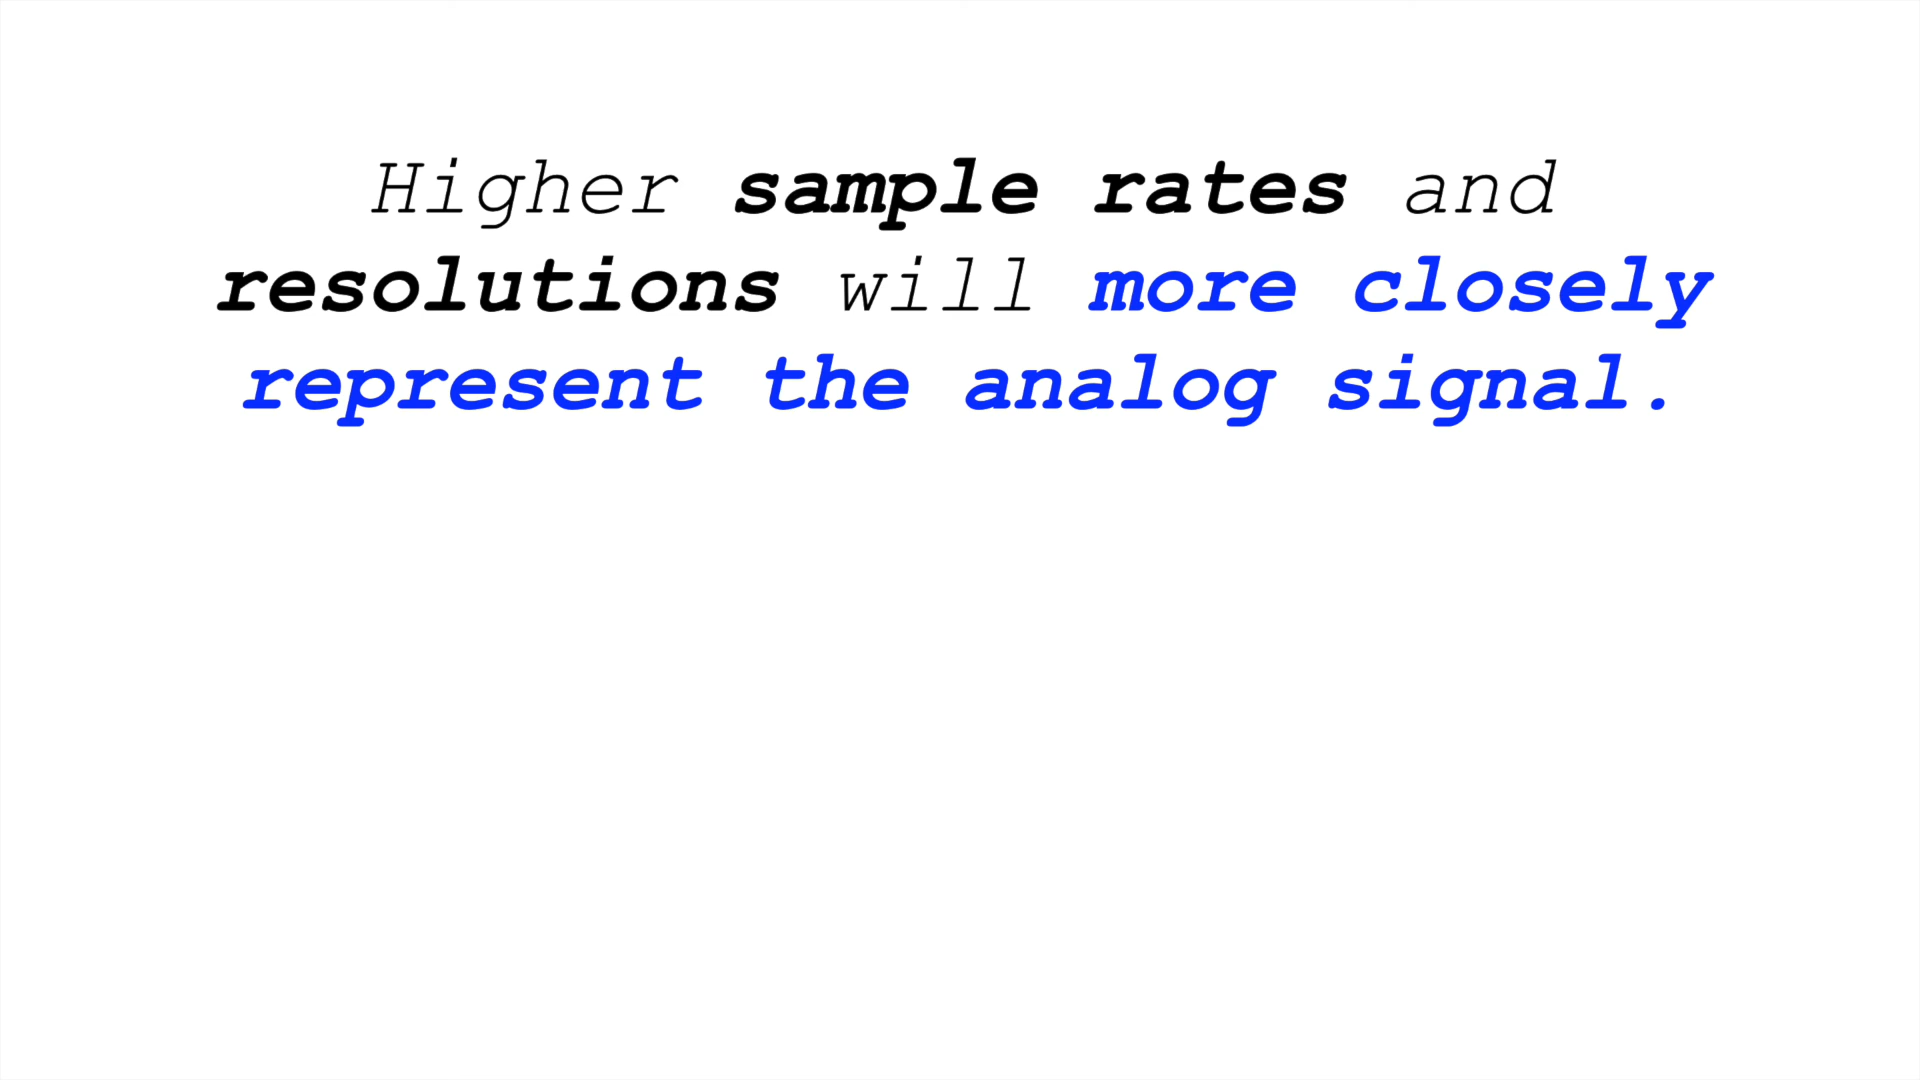 Higher sample rates and
resolutions will more closely
represent the analog signal.